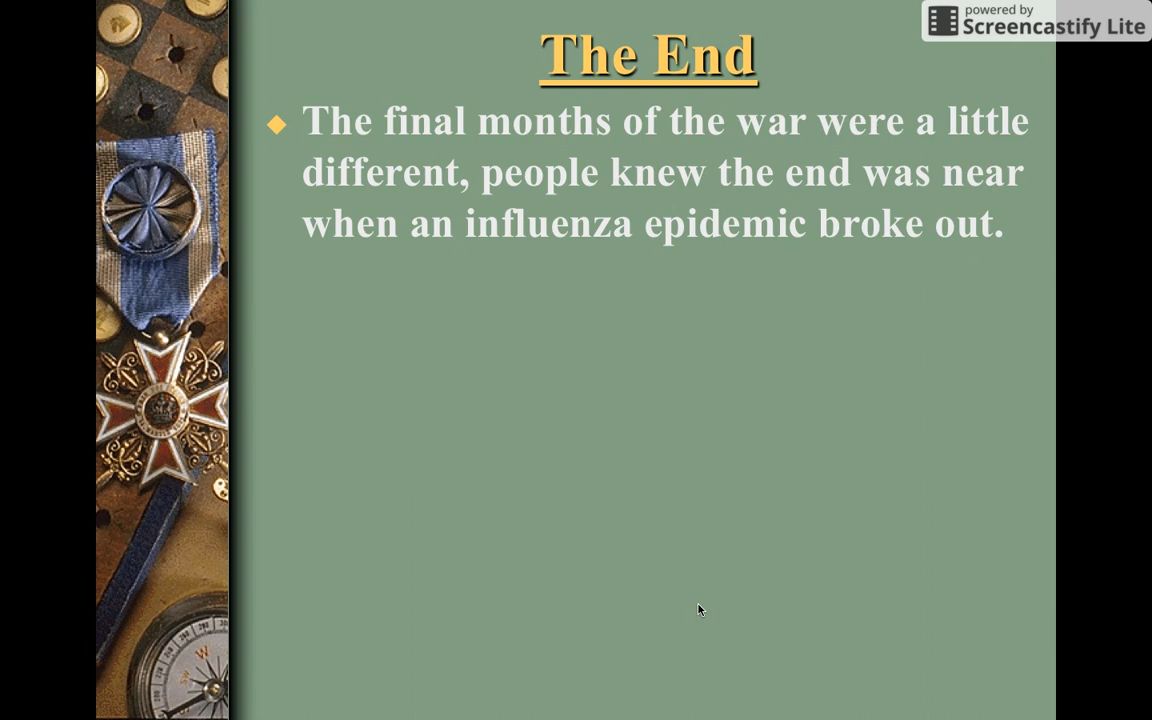 powered by
Screencastify Lite
The End
The final months of the war were a little
different, people knew the end was near
when an influenza epidemic broke out.
W
SW